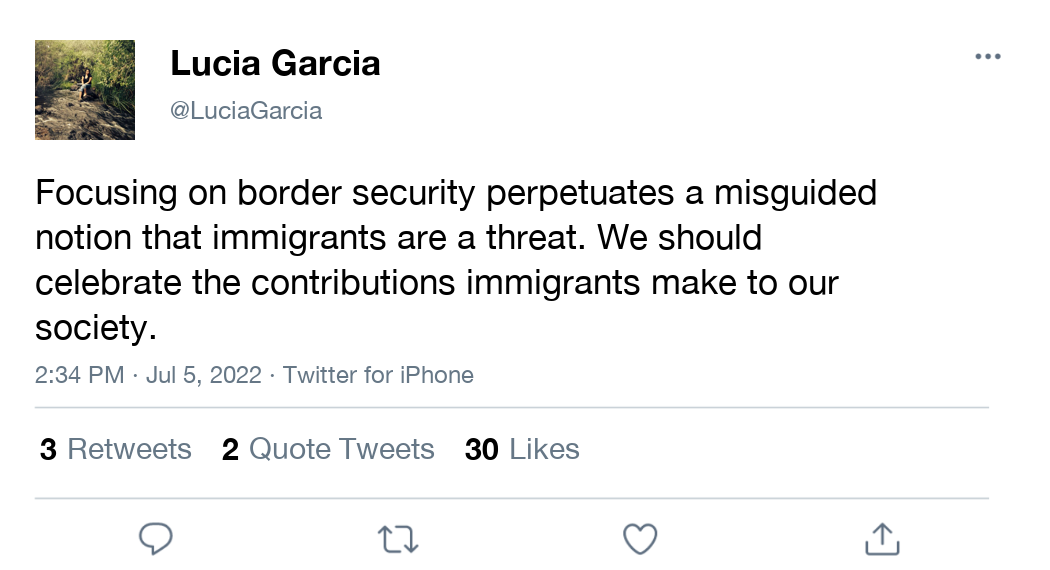 Lucia Garcia
@LuciaGarcia
Focusing on border security perpetuates a misguided
notion that immigrants are a threat. We should
celebrate the contributions immigrants make to our
society.
2:34 PM · Jul 5, 2022 · Twitter for iPhone
3 Retweets 2 Quote Tweets 30 Likes